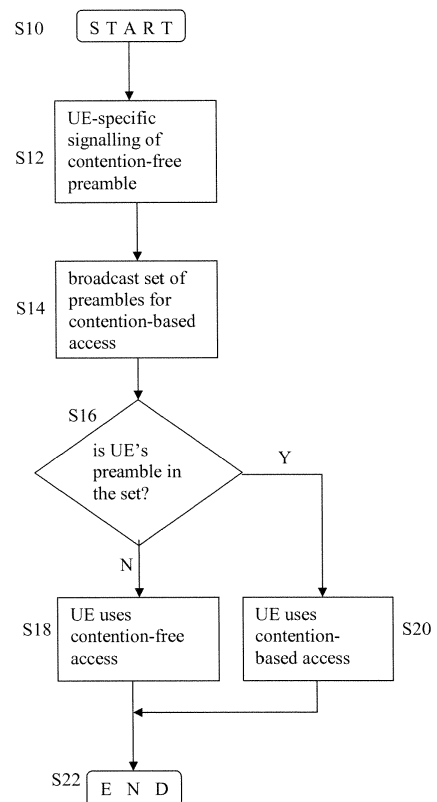 S10
S T A R T
UE-specific
signalling of
contention-free
preamble
S12
broadcast set of
preambles for
contention-based
access
S14
S16
is UE's
preamble in
the set?
Y
N
S18
UE uses
contention-free
access
UE uses
contention-
based access
S20
S22
E N D